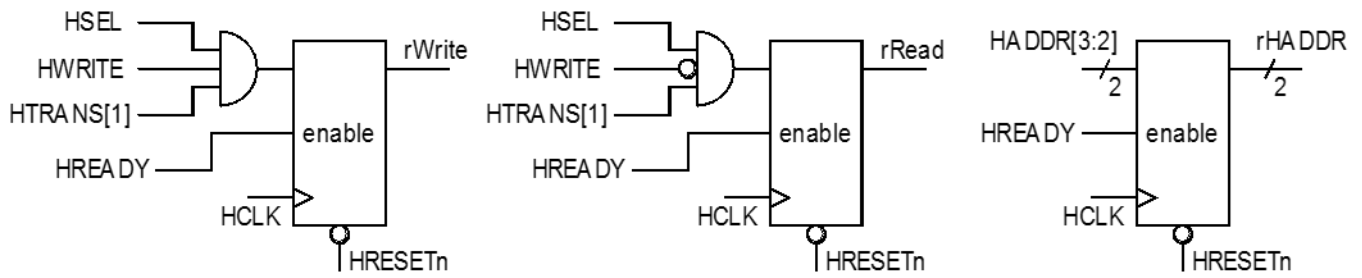 HSEL
HWRITE
HTRANS[1]
HREADY
enable
rWrite
HCLK
HRESETn
HSEL
HWRITE
HTRANS[1]
HREADY
enable
rRead
HCLK
HRESETn
HADDR[3:2]
2
HREADY
enable
rHADDR
2
HCLK
HRESETn